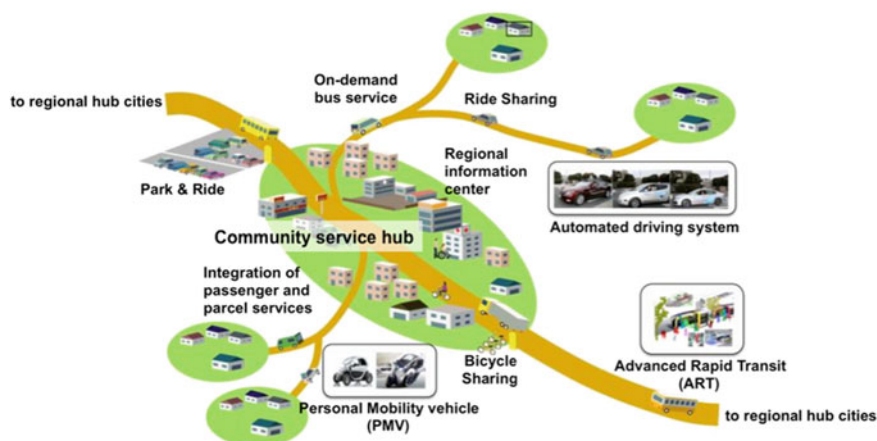 On-demand
bus service
to regional hub cities
Ride Sharing
Park & Ride
Regional
information
center
Automated driving system
Community service hub
Integration of
passenger and
parcel services
Bicycle
Sharing
Advanced Rapid Transit
(ART)
Personal Mobility vehicle
(PMV)
to regional hub cities